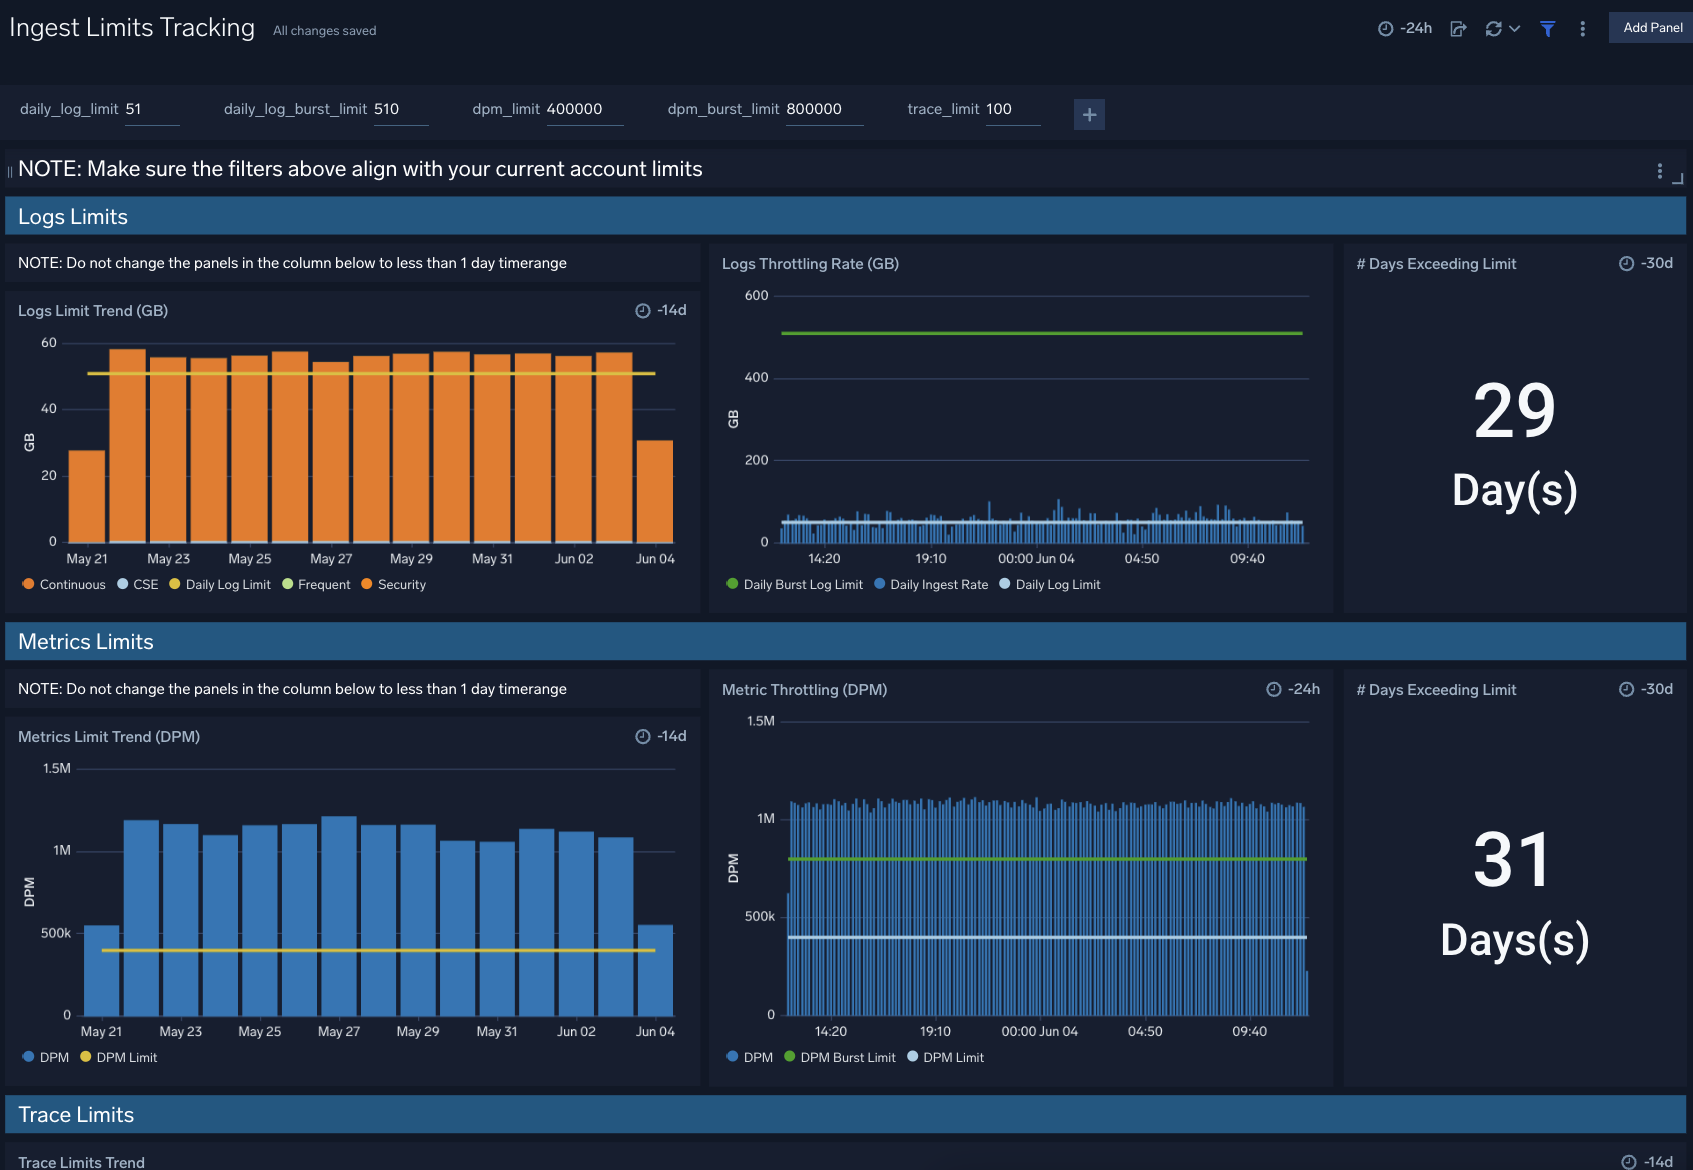 Ingest Limits Tracking All changes saved -24h Add Panel
daily_log_limit 51 daily_log_burst_limit 510 dpm_limit 400000 dpm_burst_limit 800000 trace_limit 100 +
NOTE: Make sure the filters above align with your current account limits
Logs Limits
NOTE: Do not change the panels in the column below to less than 1 day timerange
Logs Limit Trend (GB) -14d
60
40
20
0
GB
May 21 May 23 May 25 May 27 May 29 May 31 Jun 02 Jun 04
Continuous CSE Daily Log Limit Frequent Security
Logs Throttling Rate (GB)
600
400
200
0
GB
14:20 19:10 00:00 Jun 04 04:50 09:40
Daily Burst Log Limit Daily Ingest Rate Daily Log Limit
# Days Exceeding Limit -30d
29
Day(s)
Metrics Limits
NOTE: Do not change the panels in the column below to less than 1 day timerange
Metrics Limit Trend (DPM) -14d
1.5M
1M
500k
0
DPM
May 21 May 23 May 25 May 27 May 29 May 31 Jun 02 Jun 04
DPM DPM Limit
Metric Throttling (DPM) -24h
1.5M
1M
500k
0
DPM
14:20 19:10 00:00 Jun 04 04:50 09:40
DPM DPM Burst Limit DPM Limit
# Days Exceeding Limit -30d
31
Days(s)
Trace Limits
Trace Limits Trend -14d